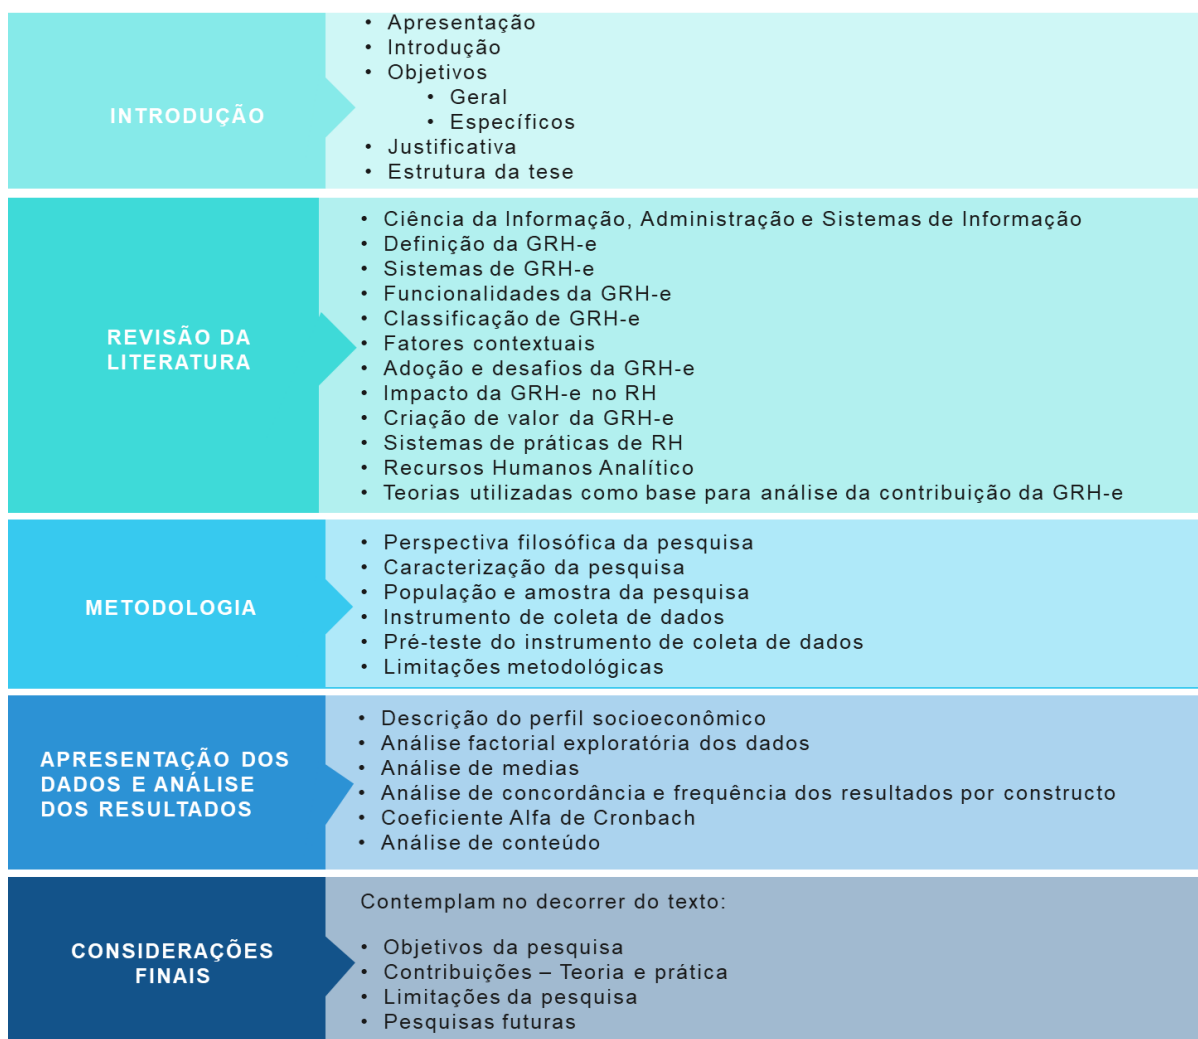 INTRODUÇÃO
• Apresentação
• Introdução
• Objetivos
• Geral
• Específicos
• Justificativa
• Estrutura da tese
REVISÃO DA
LITERATURA
• Ciência da Informação, Administração e Sistemas de Informação
• Definição da GRH-e
• Sistemas de GRH-e
• Funcionalidades da GRH-e
• Classificação de GRH-e
• Fatores contextuais
• Adoção e desafios da GRH-e
• Impacto da GRH-e no RH
• Criação de valor da GRH-e
• Sistemas de práticas de RH
• Recursos Humanos Analítico
• Teorias utilizadas como base para análise da contribuição da GRH-e
METODOLOGIA
• Perspectiva filosófica da pesquisa
• Caracterização da pesquisa
• População e amostra da pesquisa
• Instrumento de coleta de dados
• Pré-teste do instrumento de coleta de dados
• Limitações metodológicas
APRESENTAÇÃO DOS
DADOS E ANÁLISE
DOS RESULTADOS
• Descrição do perfil socioeconômico
• Análise factorial exploratória dos dados
• Análise de medias
• Análise de concordância e frequência dos resultados por constructo
• Coeficiente Alfa de Cronbach
• Análise de conteúdo
CONSIDERAÇÕES
FINAIS
Contemplam no decorrer do texto:
• Objetivos da pesquisa
• Contribuições – Teoria e prática
• Limitações da pesquisa
• Pesquisas futuras